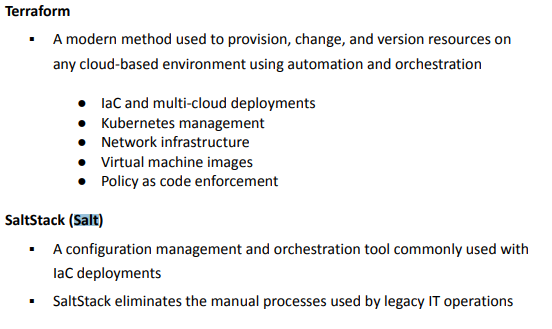 Terraform
▪ A modern method used to provision, change, and version resources on
any cloud-based environment using automation and orchestration
● IaC and multi-cloud deployments
● Kubernetes management
● Network infrastructure
● Virtual machine images
● Policy as code enforcement
SaltStack (Salt)
▪ A configuration management and orchestration tool commonly used with
IaC deployments
▪ SaltStack eliminates the manual processes used by legacy IT operations